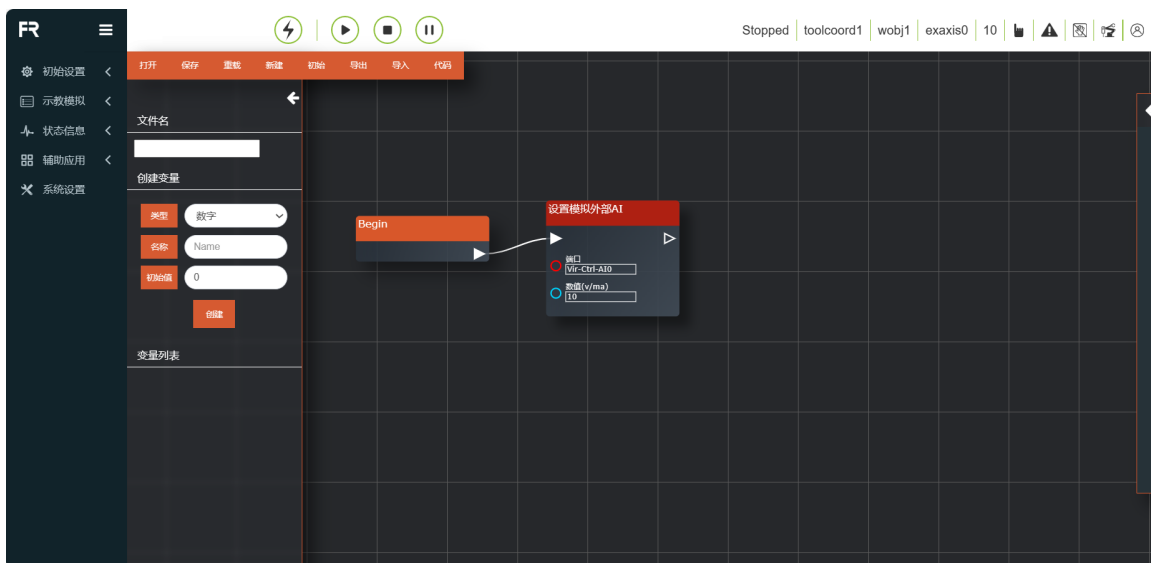 FR
Stopped toolcoord1 wobj1 exaxis0 10
初始设置
示教模拟
状态信息
辅助应用
系统设置
打开 保存 重载 新建 初始 导出 导入 代码
文件名
创建变量
类型 数字
名称 Name
初始值 0
创建
变量列表
Begin
设置模拟外部AI
端口
Vir-Ctrl-AI0
数值(v/ma)
10